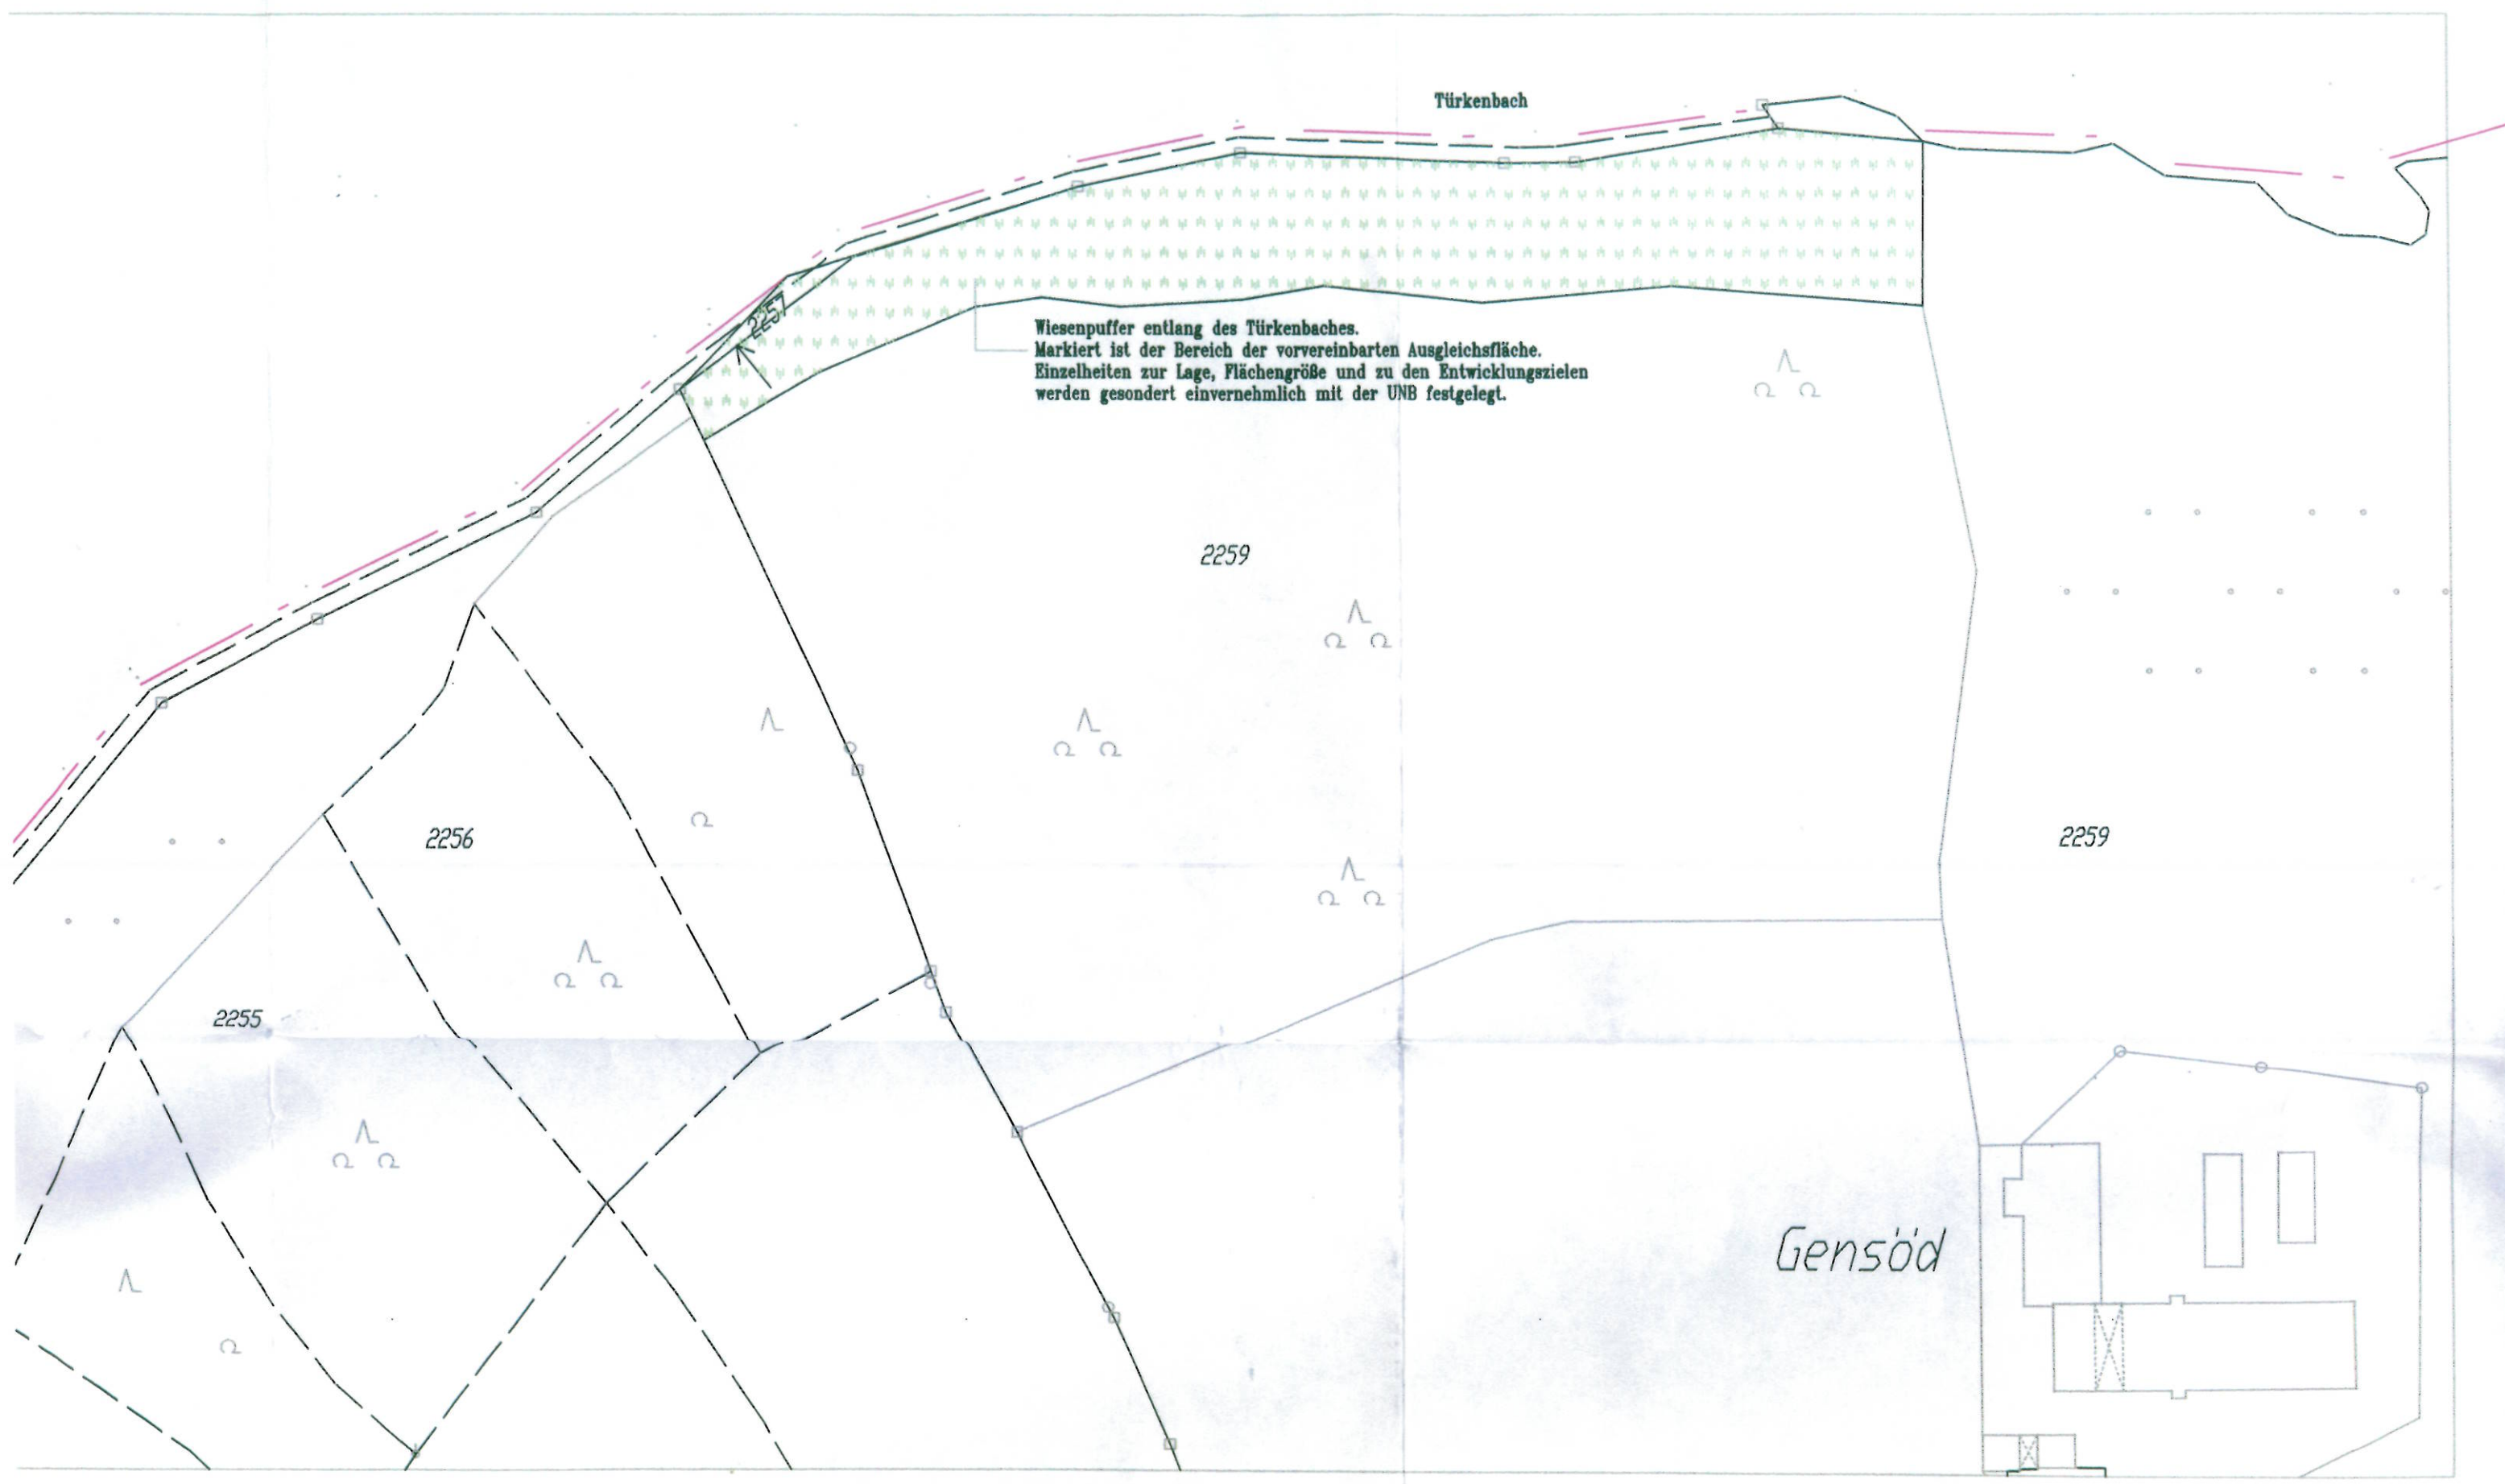 Türkenbach
2257
Wiesenpuffer entlang des Türkenbaches.
Markiert ist der Bereich der vorvereinbarten Ausgleichsfläche.
Einzelheiten zur Lage, Flächengröße und zu den Entwicklungszielen
werden gesondert einvernehmlich mit der UNB festgelegt.
2259
2256
2259
2255
Gensöd